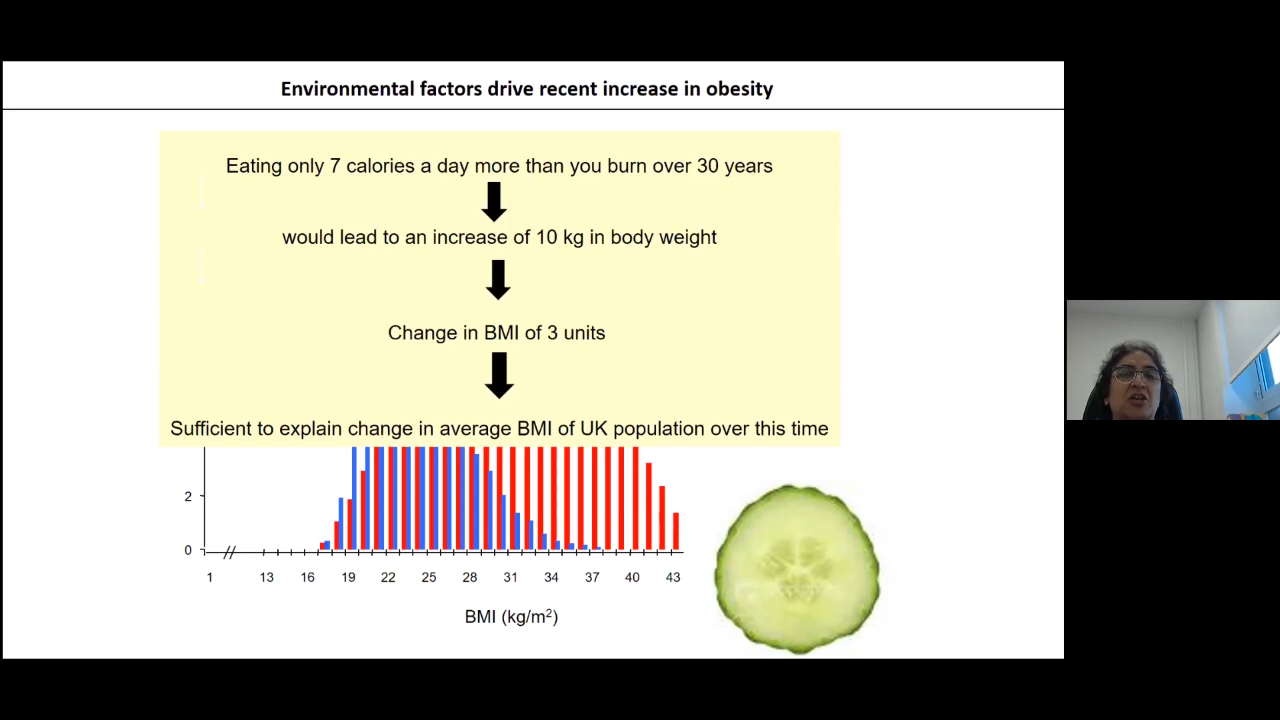 Environmental factors drive recent increase in obesity
Eating only 7 calories a day more than you burn over 30 years
would lead to an increase of 10 kg in body weight
Change in BMI of 3 units
Sufficient to explain change in average BMI of UK population over this time
2
0
1 13 16 19 22 25 28 31 34 37 40 43
BMI (kg/m²)